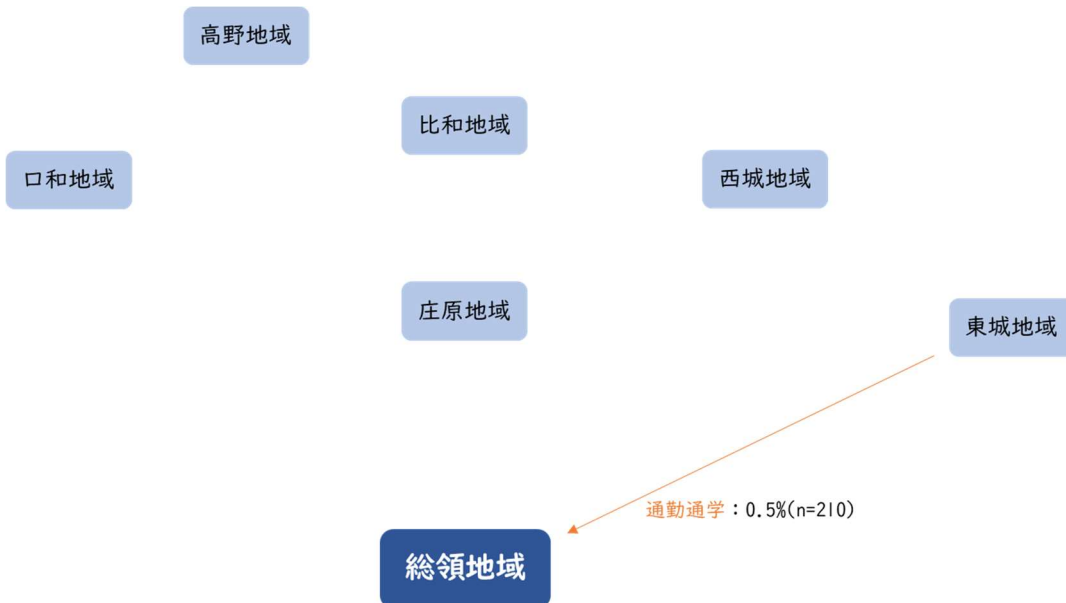 高野地域
比和地域
口和地域
西城地域
庄原地域
東城地域
通勤通学：0.5%(n=210)
総領地域